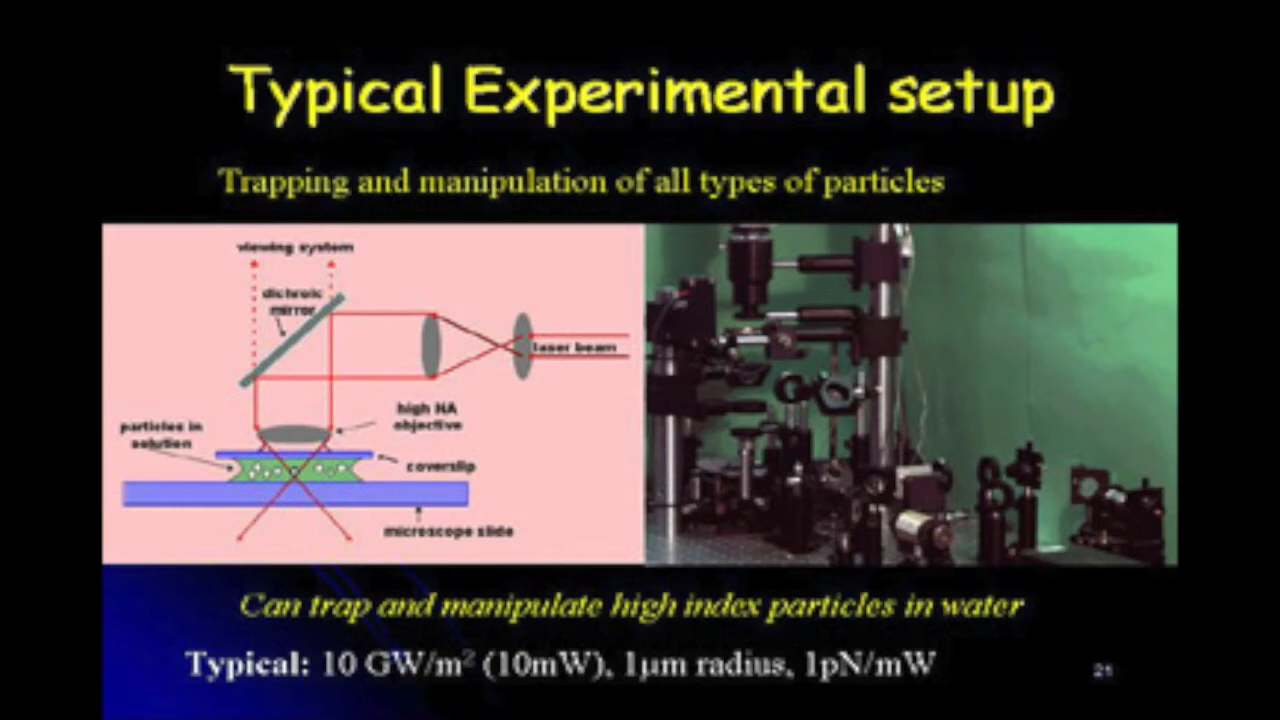 Typical Experimental setup
Trapping and manipulation of all types of particles
viewing system
dichroic
mirror
laser beam
high NA
objective
particles in
solution
coverslip
microscope slide
Can trap and manipulate high index particles in water
Typical: 10 GW/m² (10mW), 1µm radius, 1pN/mW
21